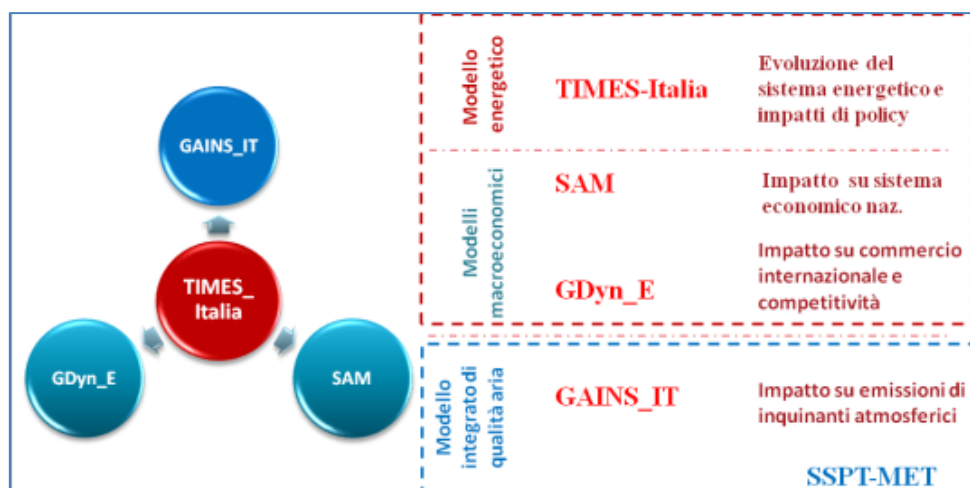 GAINS_IT
TIMES_
Italia
GDyn_E
SAM
Modello
energetico
TIMES-Italia
Evoluzione del
sistema energetico e
impatti di policy
Modelli
macroeconomici
SAM
Impatto su sistema
economico naz.
GDyn_E
Impatto su commercio
internazionale e
competitività
Modello
integrato di
qualità aria
GAINS_IT
Impatto su emissioni di
inquinanti atmosferici
SSPT-MET